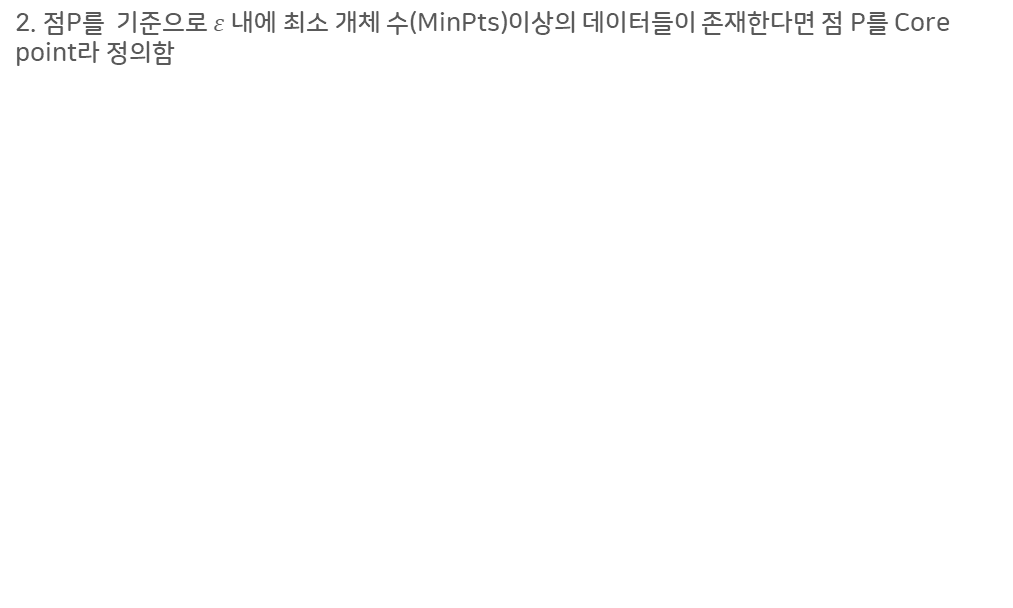 2. 점P를  기준으로 𝜀 내에 최소 개체 수(MinPts)이상의 데이터들이 존재한다면 점 P를 Core
point라 정의함